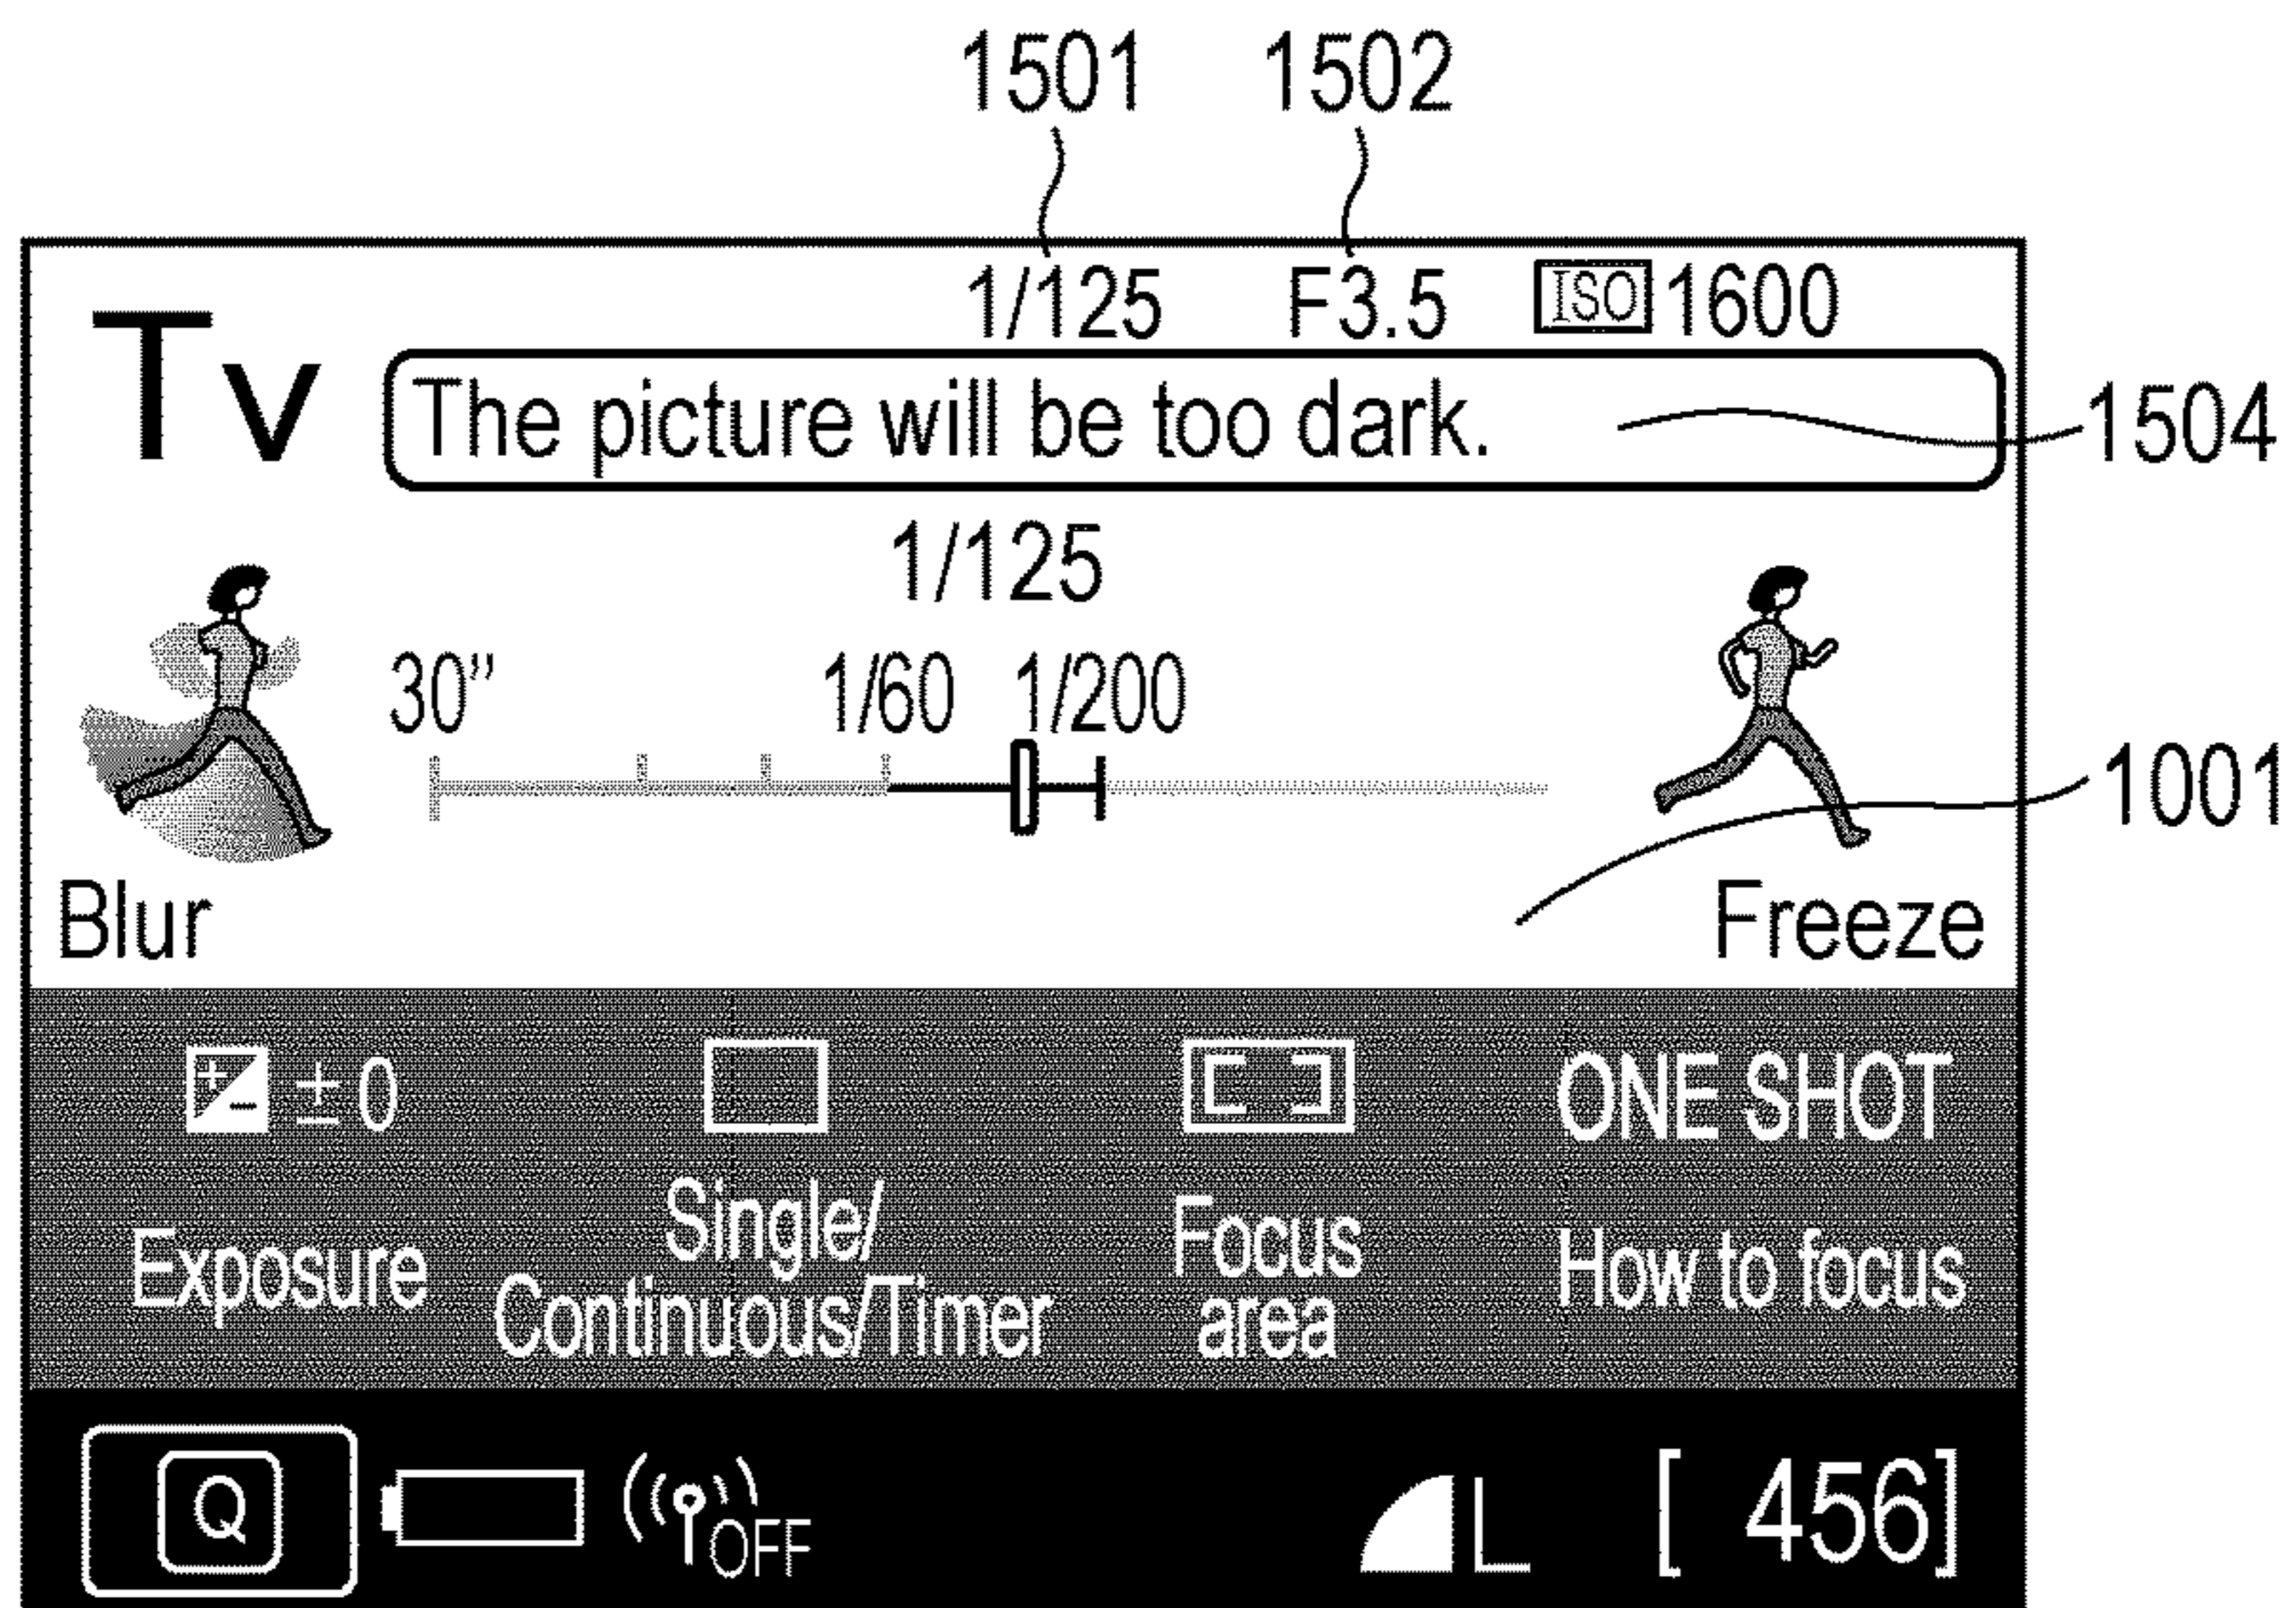 1501 1502
1/125 F3.5 ISO 1600
Tv
The picture will be too dark.
1504
1/125
30” 1/60 1/200
1001
Blur Freeze
±0 ONE SHOT
Exposure
Single/
Continuous/Timer
Focus
area
How to focus
Q OFF L [ 456]